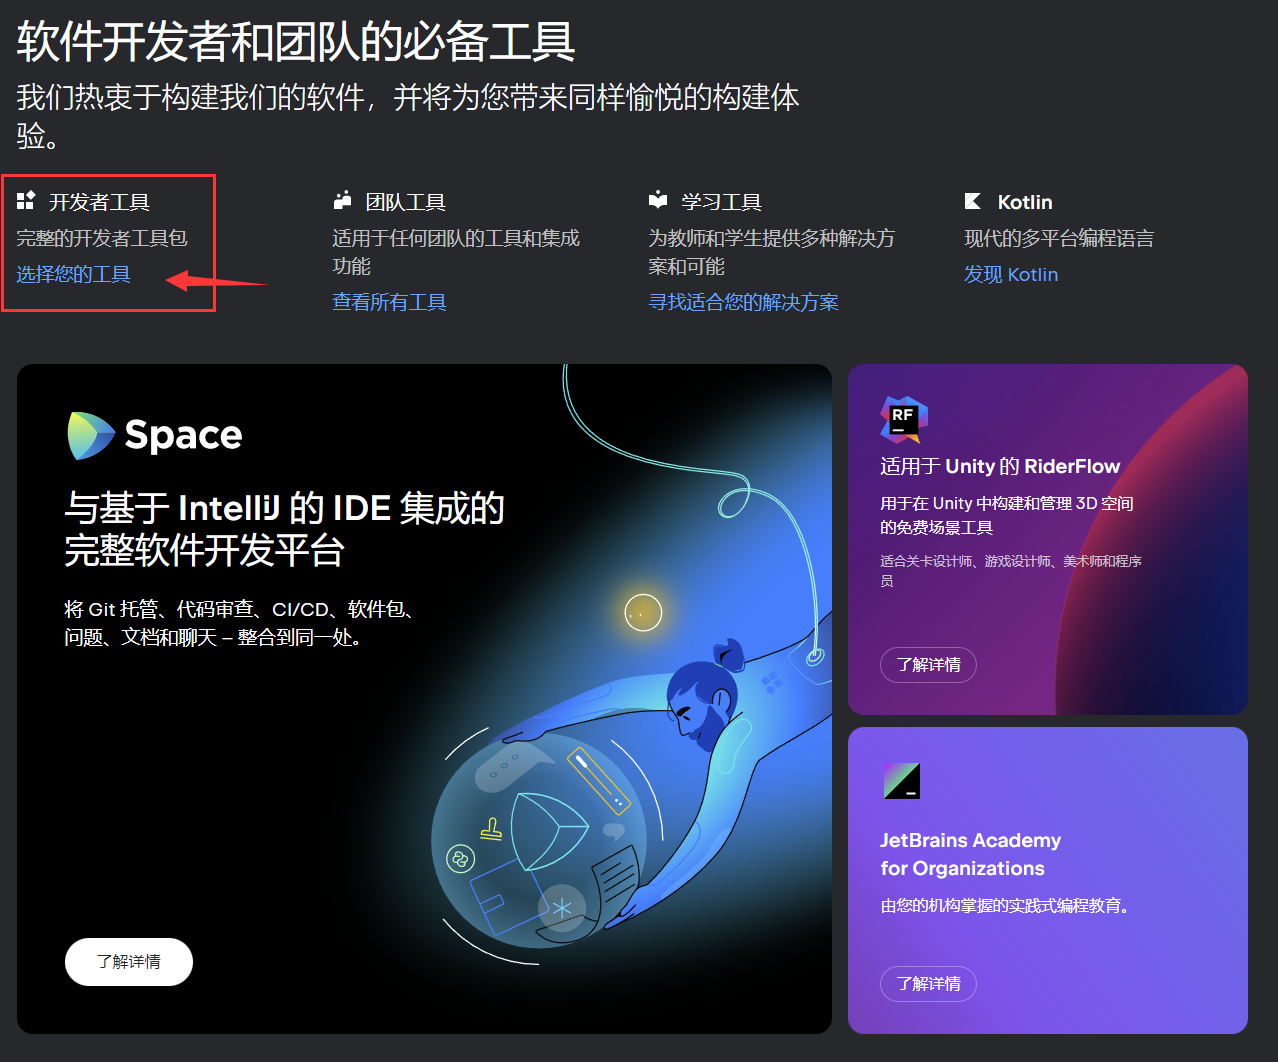 软件开发者和团队的必备工具
我们热衷于构建我们的软件，并将为您带来同样愉悦的构建体
验。
开发者工具
完整的开发者工具包
选择您的工具
团队工具
适用于任何团队的工具和集成
功能
查看所有工具
学习工具
为教师和学生提供多种解决方
案和可能
寻找适合您的解决方案
Kotlin
现代的多平台编程语言
发现 Kotlin
Space
与基于 IntelliJ 的 IDE 集成的
完整软件开发平台
将 Git 托管、代码审查、CI/CD、软件包、
问题、文档和聊天 – 整合到同一处。
了解详情
RF
适用于 Unity 的 RiderFlow
用于在 Unity 中构建和管理 3D 空间
的免费场景工具
适合关卡设计师、游戏设计师、美术师和程序
员
了解详情
JetBrains Academy
for Organizations
由您的机构掌握的实践式编程教育。
了解详情